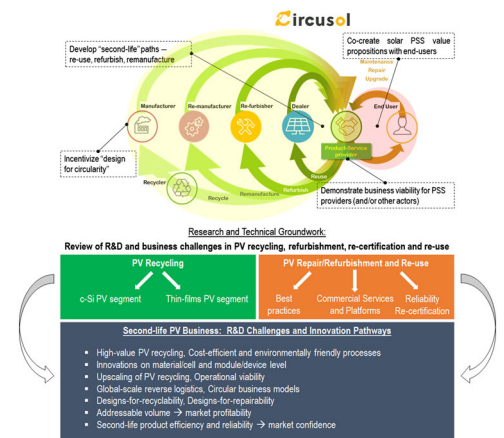 Circusol
Develop “second-life” paths –
re-use, refurbish, remanufacture
Co-create solar PSS value
propositions with end-users
Maintenance
Repair
Upgrade
Manufacturer
Re-manufacturer
Re-furbisher
Dealer
End User
Product-Service
provider
Incentivize “design
for circularity”
Reuse
Refurbish
Remanufacture
Recycle
Recycler
Demonstrate business viability for PSS
providers (and/or other actors)
Research and Technical Groundwork:
Review of R&D and business challenges in PV recycling, refurbishment, re-certification and re-use
PV Recycling
c-Si PV segment
Thin-films PV segment
PV Repair/Refurbishment and Re-use
Best
practices
Commercial Services
and Platforms
Reliability
Re-certification
Second-life PV Business: R&D Challenges and Innovation Pathways
▪ High-value PV recycling, Cost-efficient and environmentally friendly processes
▪ Innovations on material/cell and module/device level
▪ Upscaling of PV recycling, Operational viability
▪ Global-scale reverse logistics, Circular business models
▪ Designs-for-recyclability, Designs-for-repairability
▪ Addressable volume → market profitability
▪ Second-life product efficiency and reliability → market confidence